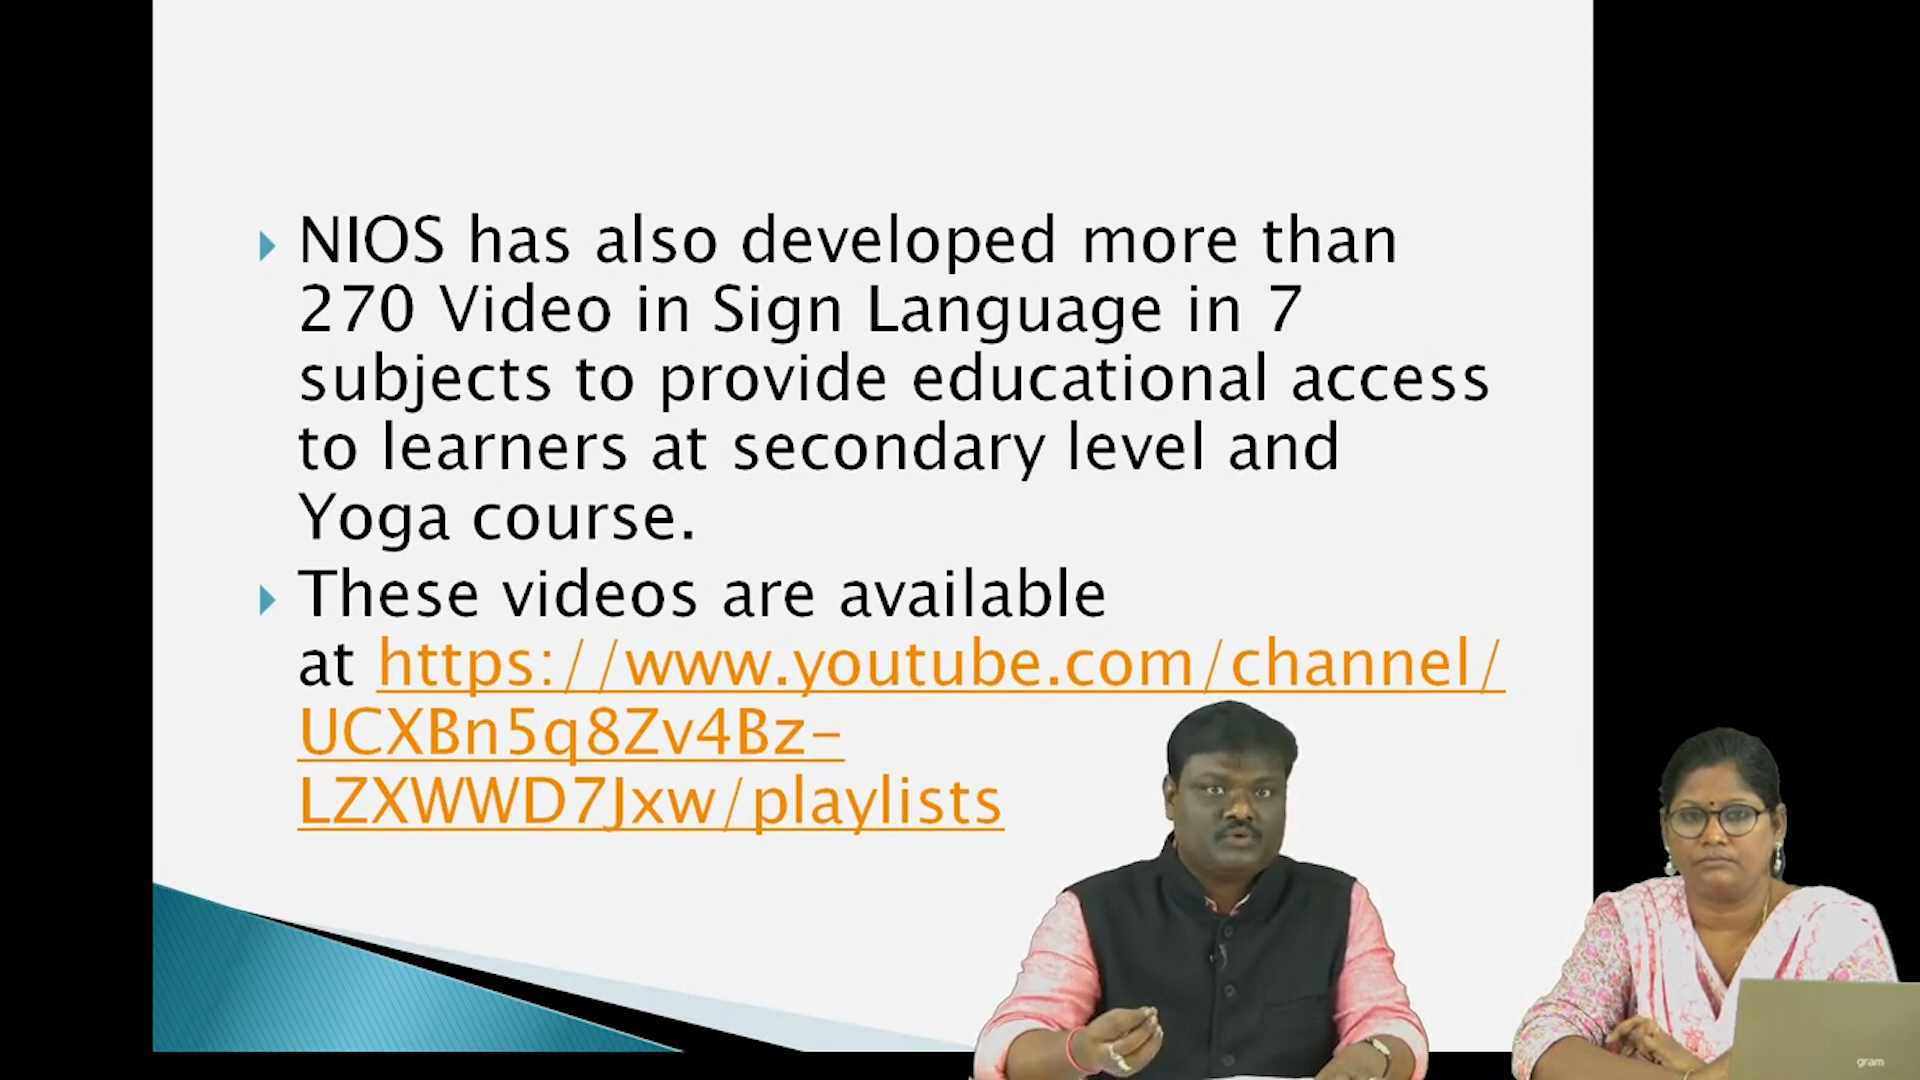 NIOS has also developed more than
270 Video in Sign Language in 7
subjects to provide educational access
to learners at secondary level and
Yoga course.
These videos are available
at https://www.youtube.com/channel/
UCXBn5q8Zv4Bz-
LZXWWD7Jxw/playlists
gram